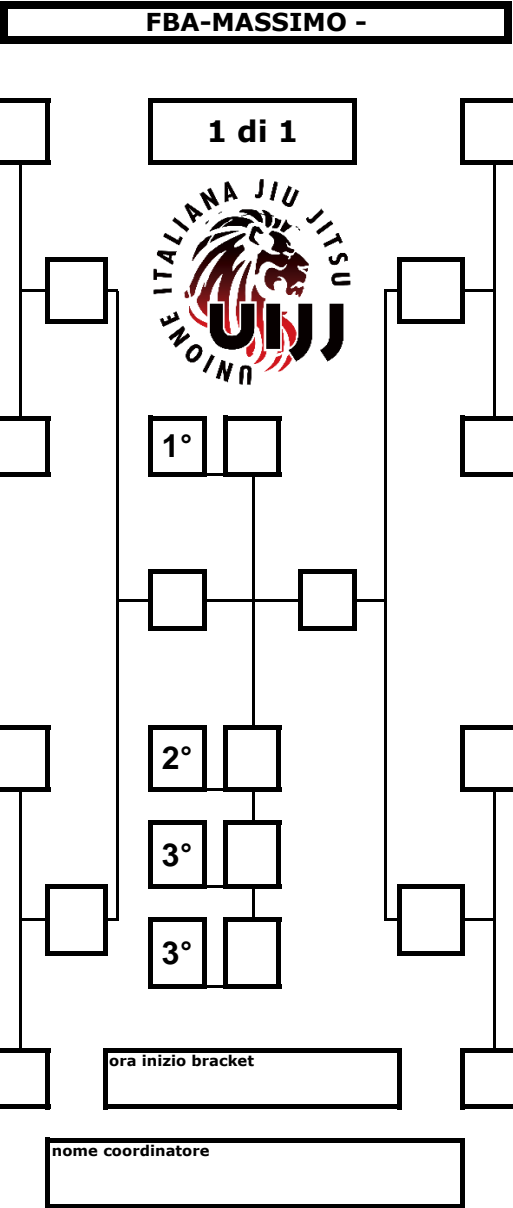 FBA-MASSIMO -
1 di 1
UNIONE ITALIANA JIU JITSU
UIJJ
1°
2°
3°
3°
ora inizio bracket
nome coordinatore